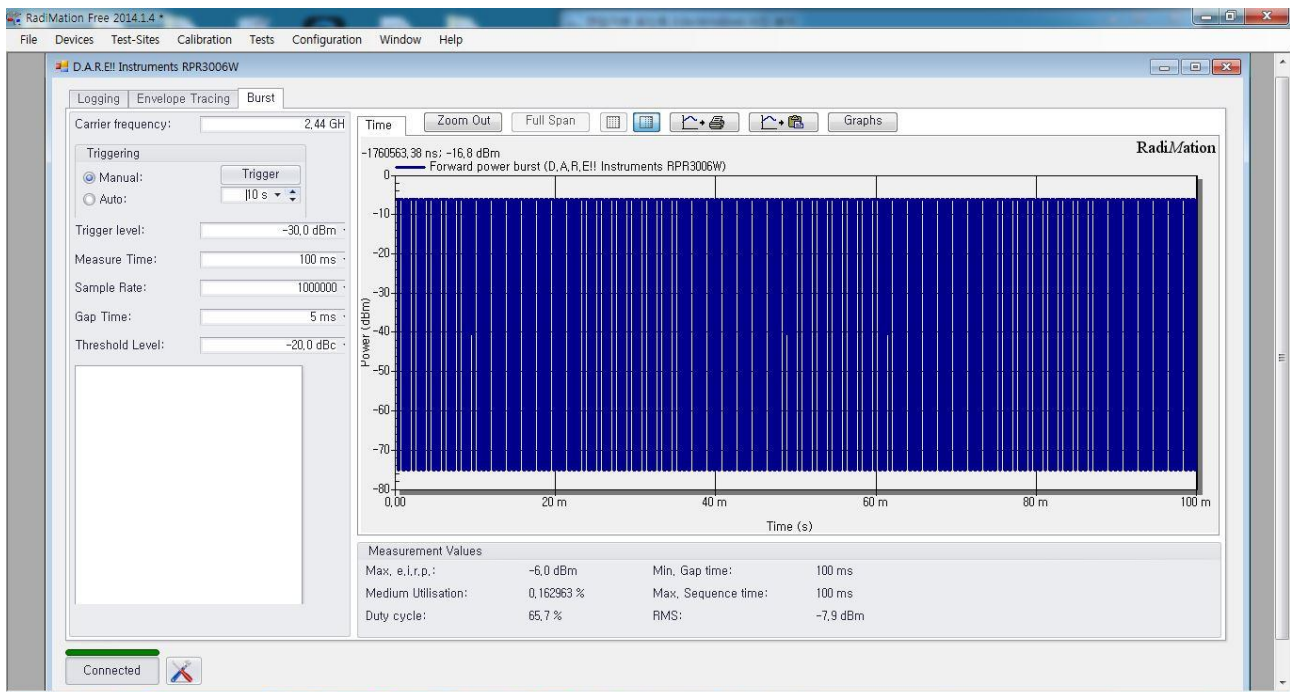 RadiMation Free 2014.1.4 *
File Devices Test-Sites Calibration Tests Configuration Window Help
D.A.R.E!! Instruments RPR3006W
Logging Envelope Tracing Burst
Carrier frequency: 2,44 GH
Triggering
Manual: Trigger
Auto: 10 s
Trigger level: -30,0 dBm
Measure Time: 100 ms
Sample Rate: 1000000
Gap Time: 5 ms
Threshold Level: -20,0 dBc
Time Zoom Out Full Span Graphs
-1760563,38 ns; -16,8 dBm
RadiMation
Forward power burst (D,A,R,E!! Instruments RPR3006W)
0
-10
-20
-30
-40
-50
-60
-70
-80
Power (dBm)
0,00 20 m 40 m 60 m 80 m 100 m
Time (s)
Measurement Values
Max, e,i,r,p,: -6,0 dBm Min, Gap time: 100 ms
Medium Utilisation: 0,162963 % Max, Sequence time: 100 ms
Duty cycle: 65,7 % RMS: -7,9 dBm
Connected